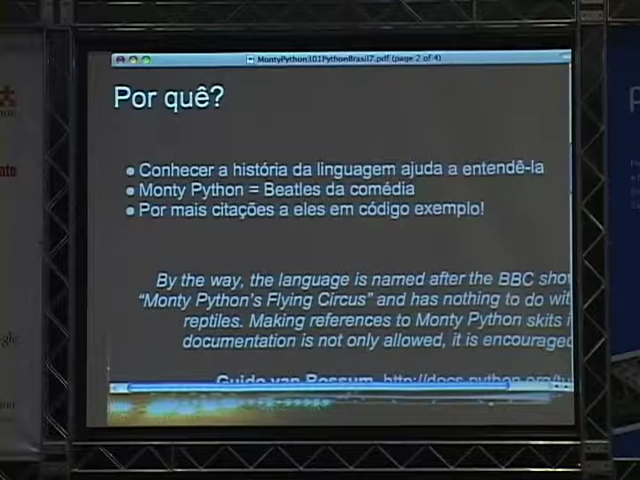 MontyPython101PythonBrasil7.pdf (page 2 of 4)
Por quê?
• Conhecer a história da linguagem ajuda a entendê-la
• Monty Python = Beatles da comédia
• Por mais citações a eles em código exemplo!
By the way, the language is named after the BBC show
“Monty Python's Flying Circus” and has nothing to do wit
reptiles. Making references to Monty Python skits i
documentation is not only allowed, it is encouraged
Guido van Rossum, http://docs.python.org/tu